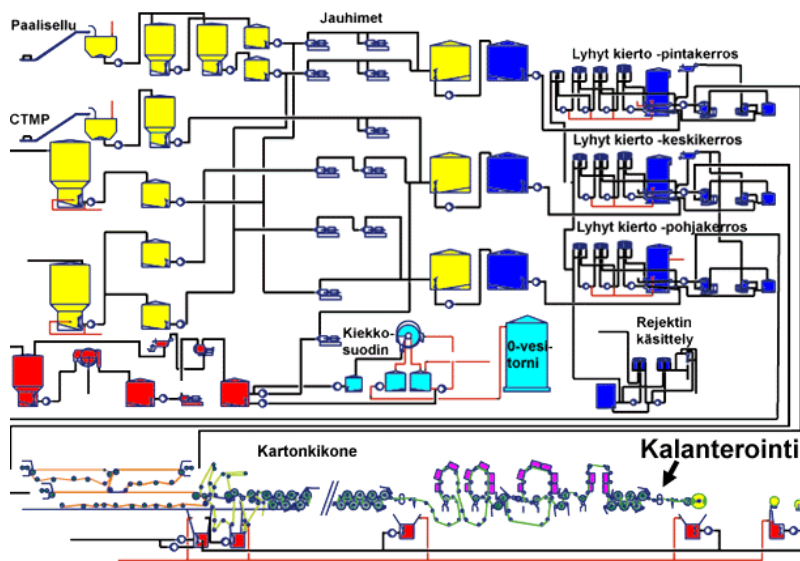 Paalisellu
Jauhimet
Lyhyt kierto -pintakerros
CTMP
Lyhyt kierto -keskikerros
Lyhyt kierto -pohjakerros
Kiekko-
suodin
0-vesi-
torni
Rejektin
käsittely
Kartonkikone
Kalanterointi